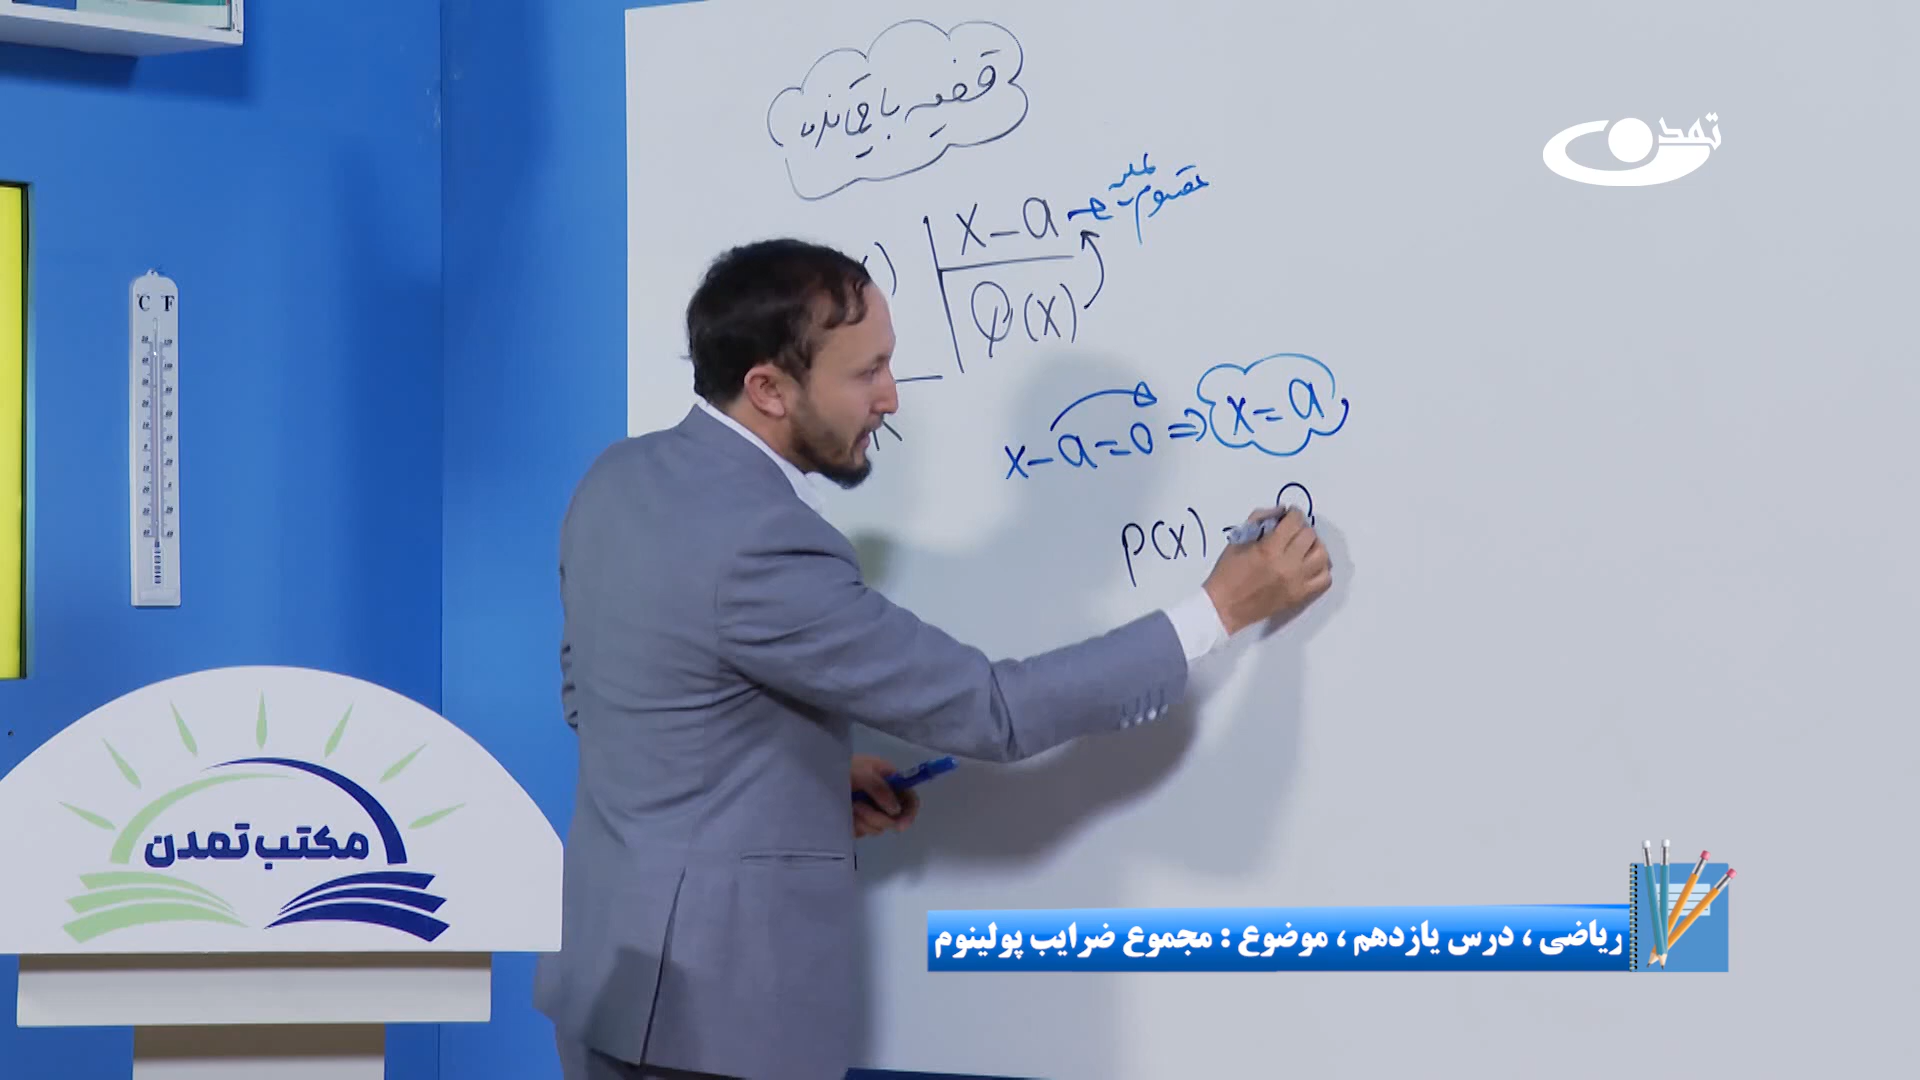 قضیه باقیمانده
تمدن
x-a → مقسوم علیه
Q(x)
x-a=0 ⇒ x=a
P(x) =
°C °F
مکتب تمدن
ریاضی ، درس یازدهم ، موضوع : مجموع ضرایب پولینوم